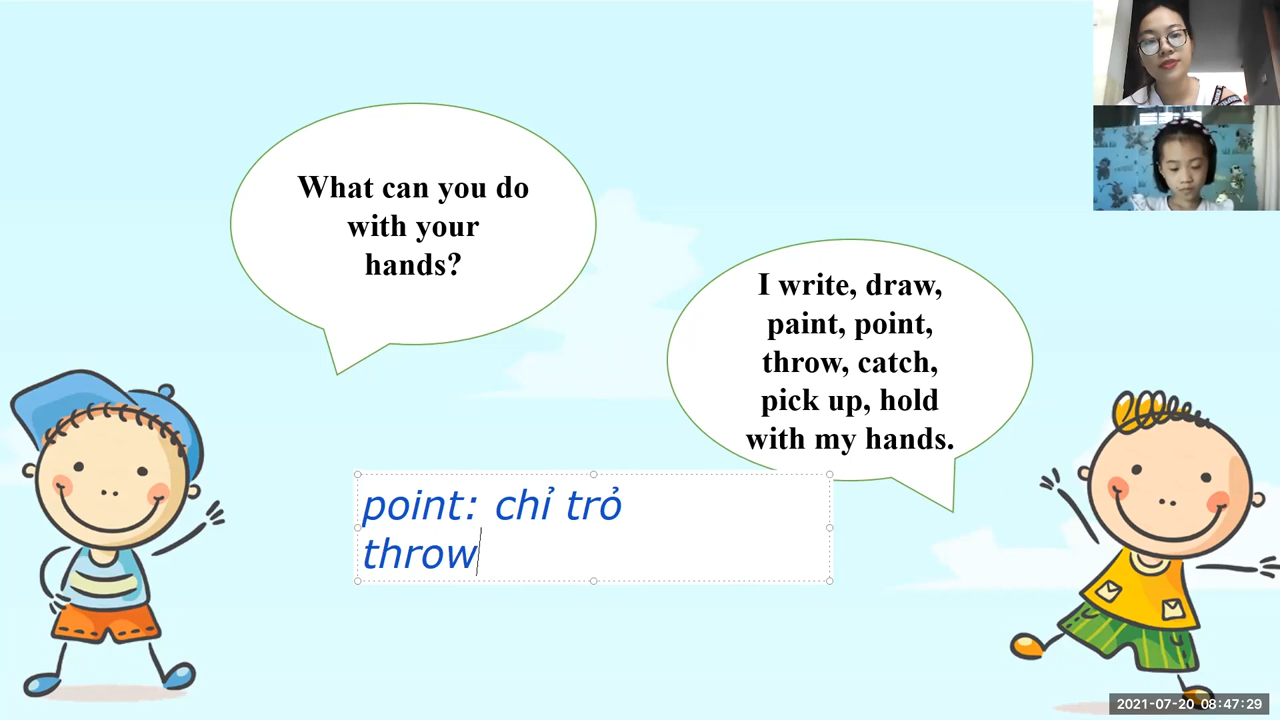 What can you do
with your
hands?
I write, draw,
paint, point,
throw, catch,
pick up, hold
with my hands.
point: chỉ trỏ
throw
2021-07-20 08:47:29